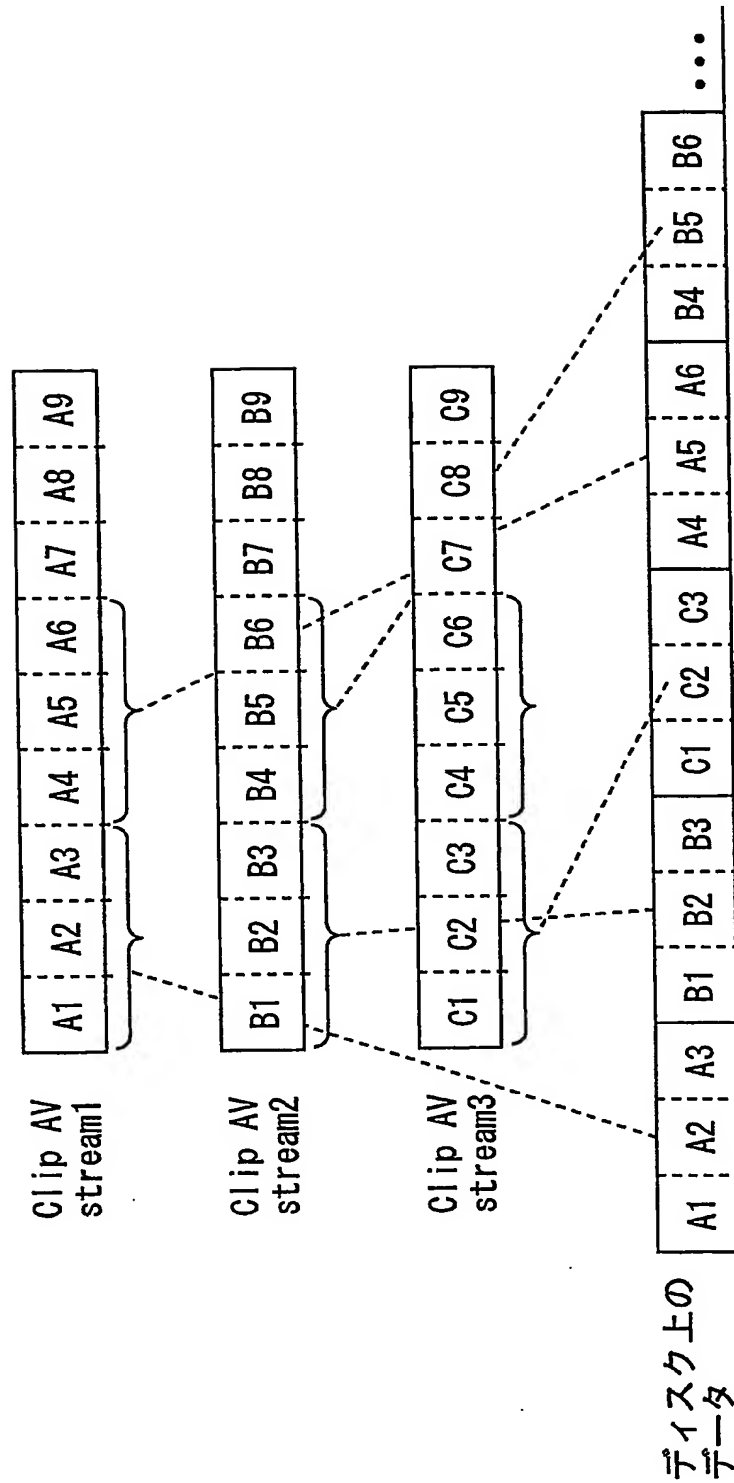 Clip AV
stream1
A1 A2 A3 A4 A5 A6 A7 A8 A9
Clip AV
stream2
B1 B2 B3 B4 B5 B6 B7 B8 B9
Clip AV
stream3
C1 C2 C3 C4 C5 C6 C7 C8 C9
ディスク上の
データ
A1 A2 A3 B1 B2 B3 C1 C2 C3 A4 A5 A6 B4 B5 B6 •••